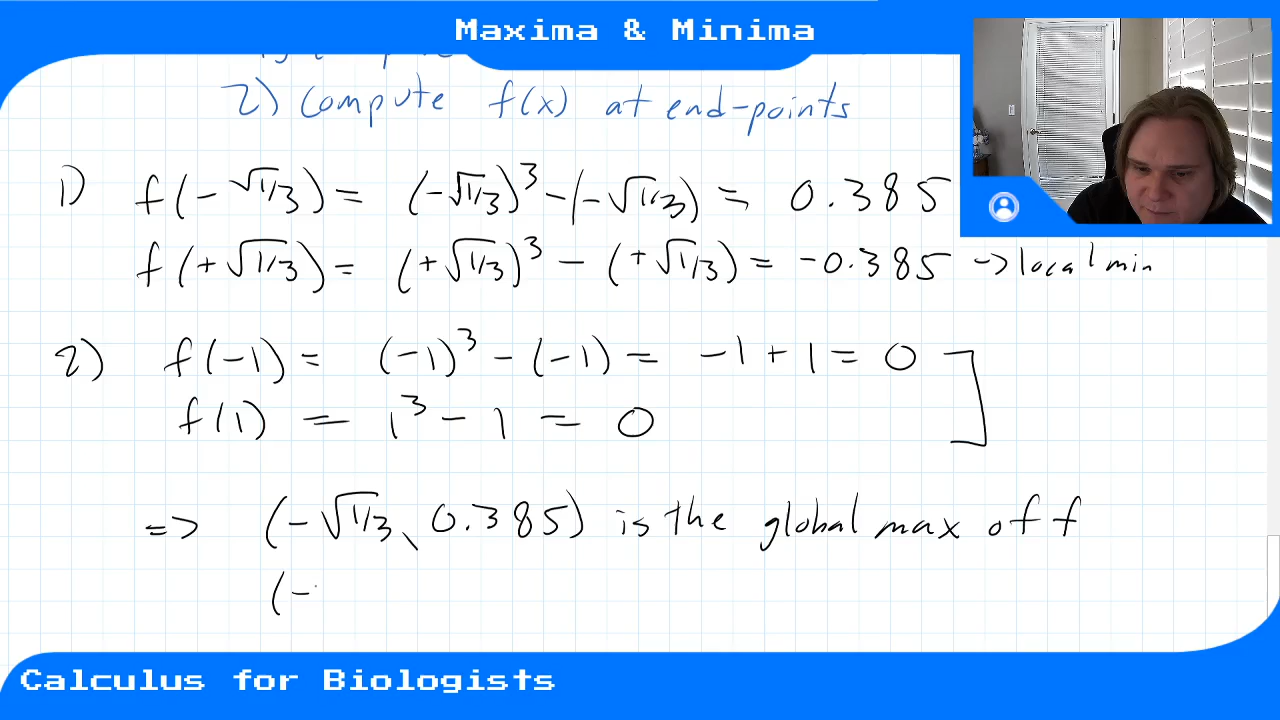 Maxima & Minima
2) Compute f(x) at end-points
1) f(-√1/3) = (-√1/3)³ - (-√1/3) = 0.385
f(+√1/3) = (+√1/3)³ - (+√1/3) = -0.385 -> local min
2) f(-1) = (-1)³ - (-1) = -1 + 1 = 0
f(1) = 1³ - 1 = 0
=> (-√1/3, 0.385) is the global max of f
(-
Calculus for Biologists